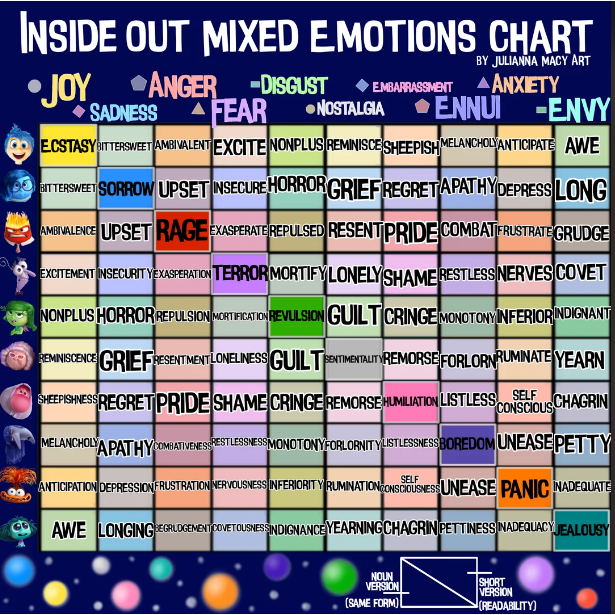 INSIDE OUT MIXED EMOTIONS CHART
BY JULIANNA MACY ART
JOY ANGER DISGUST EMBARRASSMENT ANXIETY
SADNESS FEAR NOSTALGIA ENNUI ENVY
ECSTASY BITTERSWEET AMBIVALENT EXCITE NONPLUS REMINISCE SHEEPISH MELANCHOLY ANTICIPATE AWE
BITTERSWEET SORROW UPSET INSECURE HORROR GRIEF REGRET APATHY DEPRESS LONG
AMBIVALENCE UPSET RAGE EXASPERATE REPULSED RESENT PRIDE COMBAT FRUSTRATE GRUDGE
EXCITEMENT INSECURITY EXASPERATION TERROR MORTIFY LONELY SHAME RESTLESS NERVES COVET
NONPLUS HORROR REPULSION MORTIFICATION REVULSION GUILT CRINGE MONOTONY INFERIOR INDIGNANT
REMINISCENCE GRIEF RESENTMENT LONELINESS GUILT SENTIMENTALITY REMORSE FORLORN RUMINATE YEARN
SHEEPISHNESS REGRET PRIDE SHAME CRINGE REMORSE HUMILIATION LISTLESS SELF CONSCIOUS CHAGRIN
MELANCHOLY APATHY COMBATIVENESS RESTLESSNESS MONOTONY FORLORNITY LISTLESSNESS BOREDOM UNEASE PETTY
ANTICIPATION DEPRESSION FRUSTRATION NERVOUSNESS INFERIORITY RUMINATION SELF CONSCIOUSNESS UNEASE PANIC INADEQUATE
AWE LONGING BEGRUDGEMENT COVETOUSNESS INDIGNANCE YEARNING CHAGRIN PETTINESS INADEQUACY JEALOUSY
NOUN VERSION (SAME FORM)
SHORT VERSION (READABILITY)